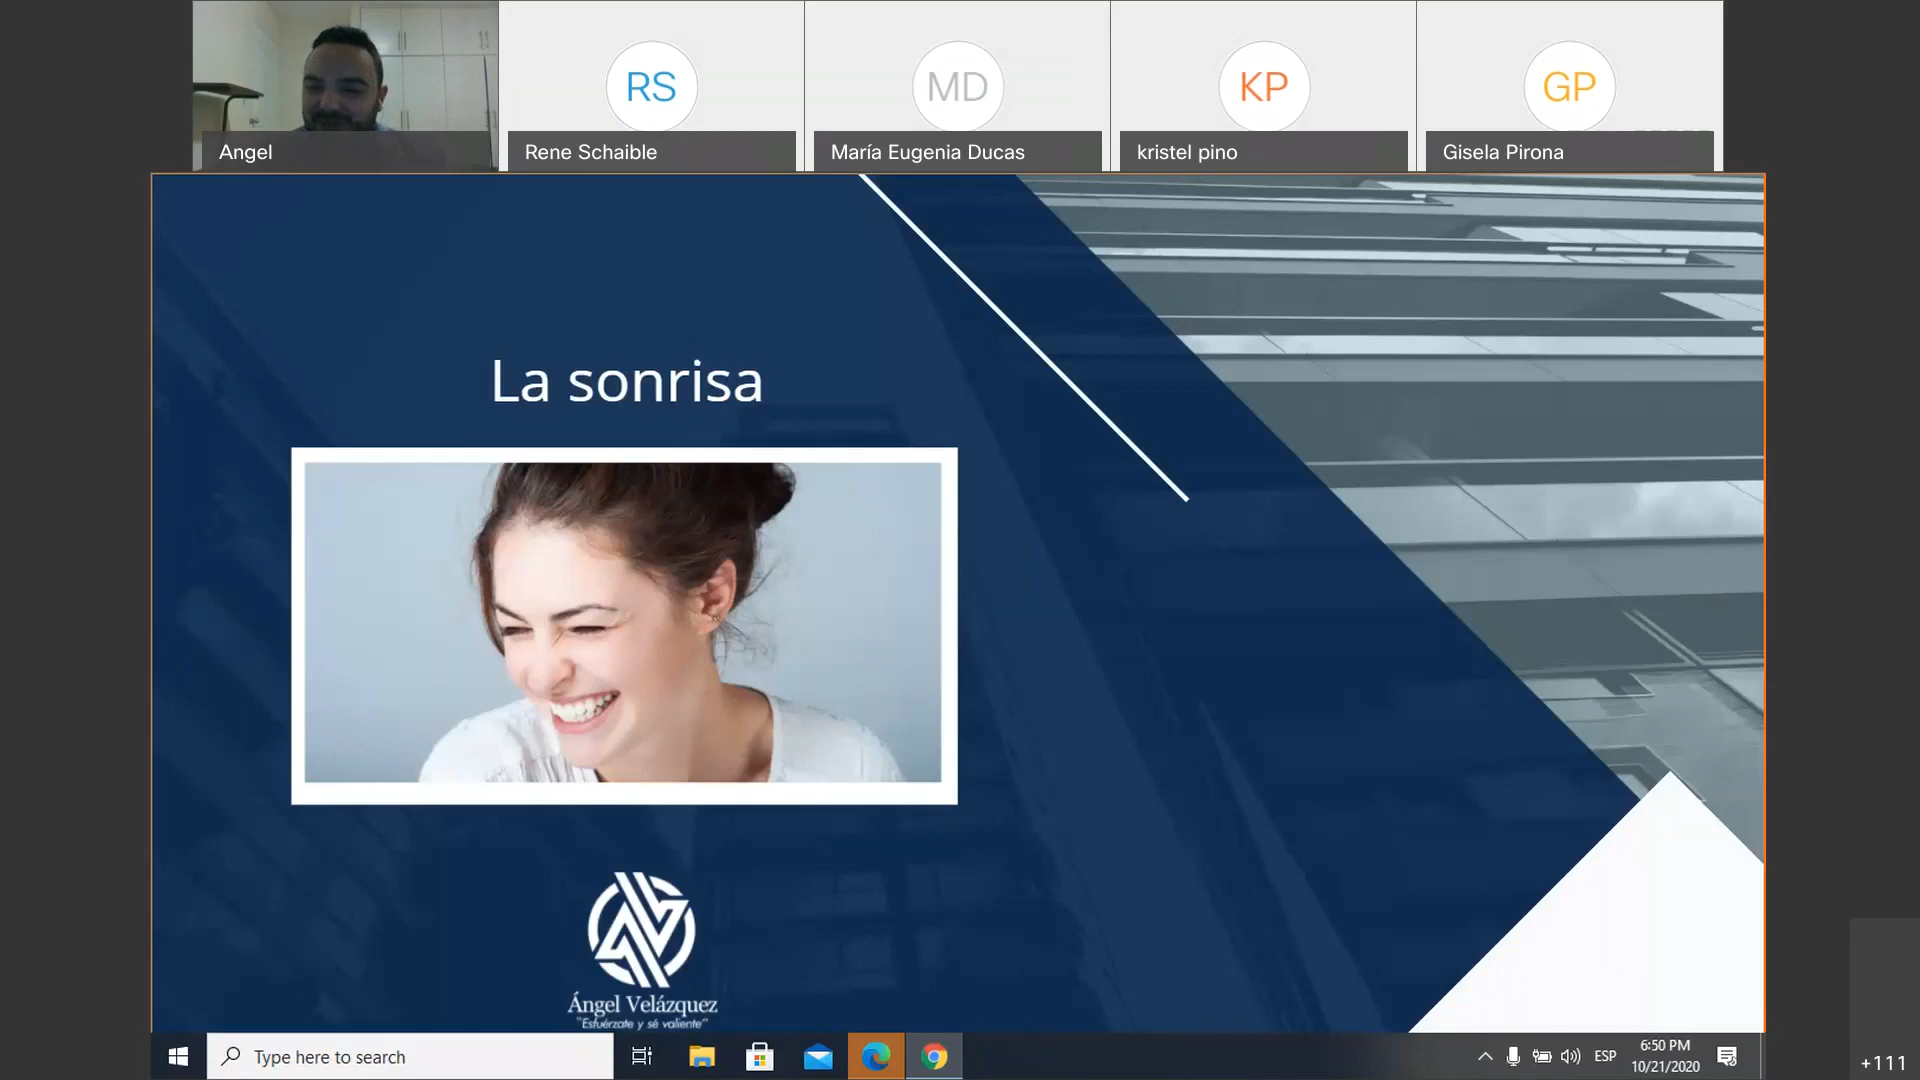 RS
MD
KP
GP
Angel
Rene Schaible
María Eugenia Ducas
kristel pino
Gisela Pirona
La sonrisa
Ángel Velázquez
"Esfuérzate y sé valiente"
Type here to search
ESP
6:50 PM
10/21/2020
+111